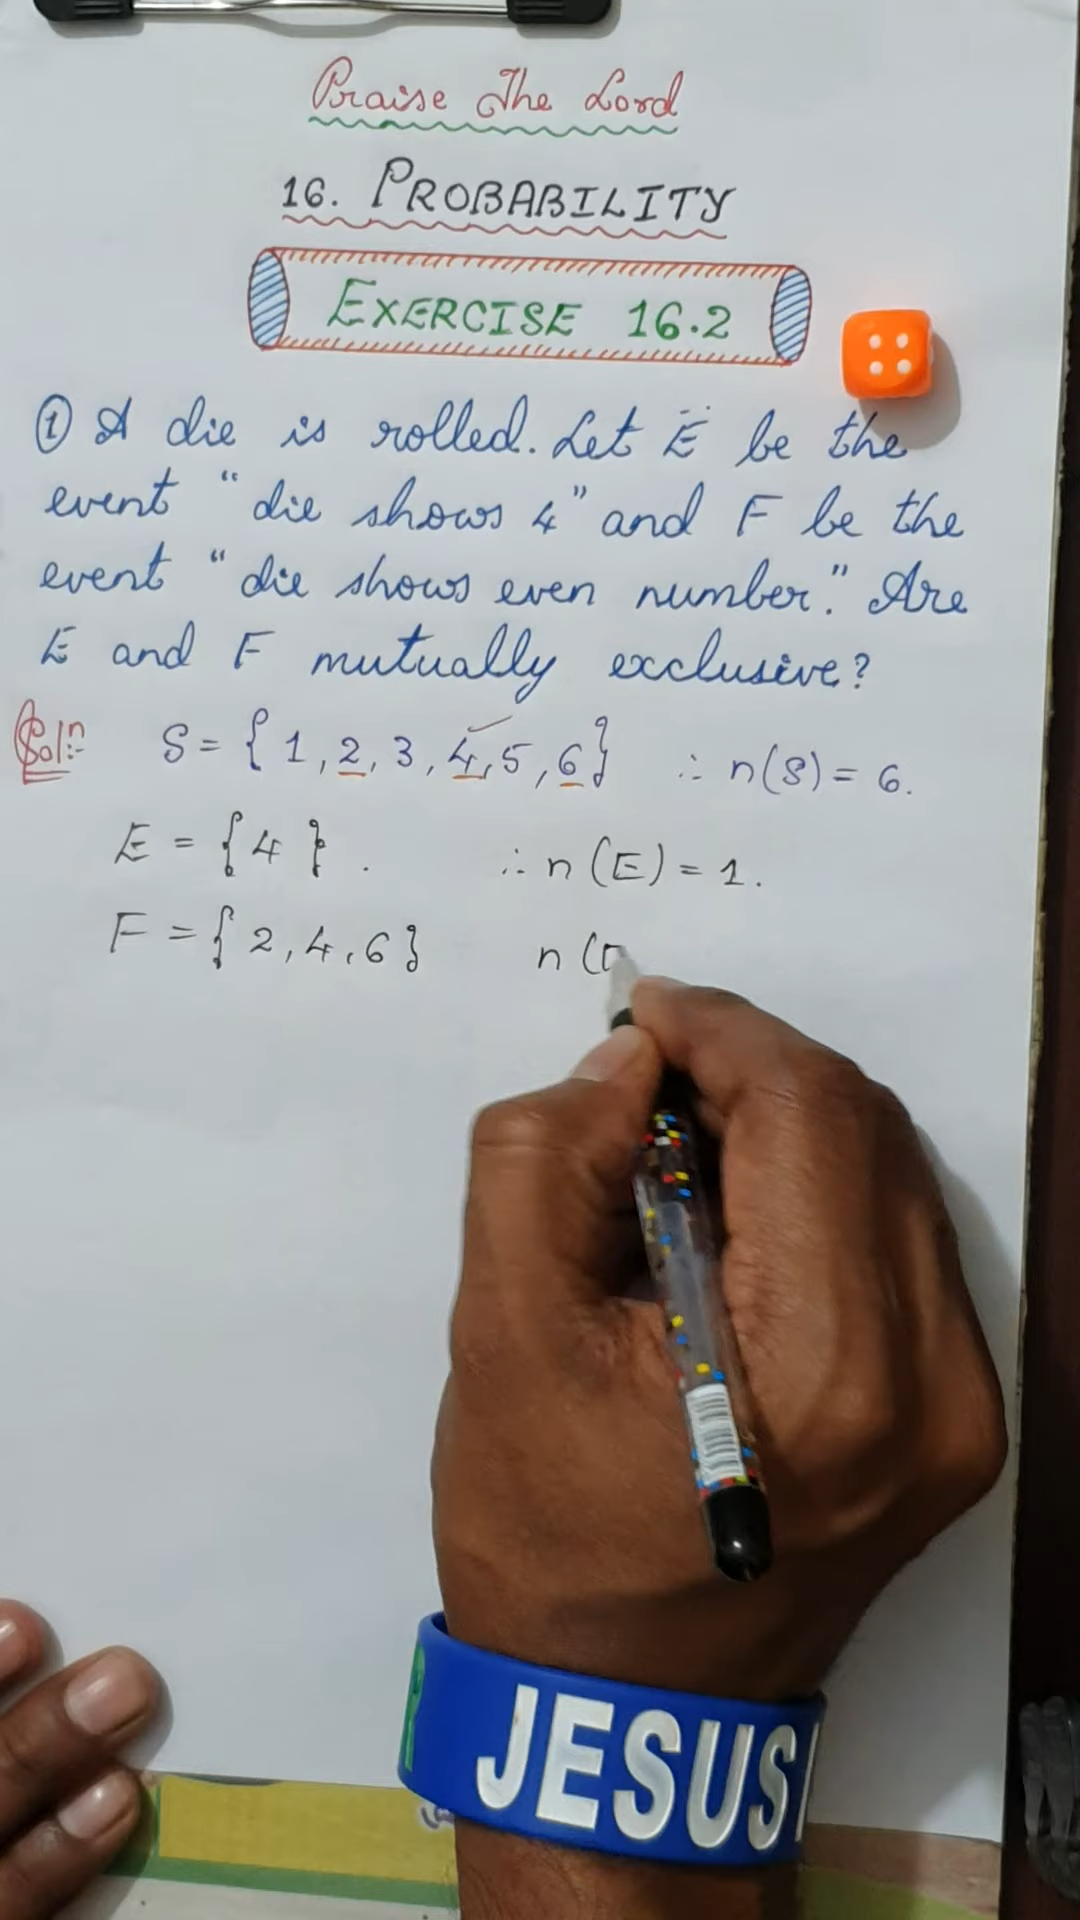 Praise The Lord
16. PROBABILITY
EXERCISE 16.2
① A die is rolled. Let E be the
event "die shows 4" and F be the
event "die shows even number." Are
E and F mutually exclusive?
Soln:- S = { 1, 2, 3, 4, 5, 6 } ∴ n(S) = 6.
E = { 4 } . ∴ n (E) = 1.
F = { 2, 4, 6 } n (
JESUS